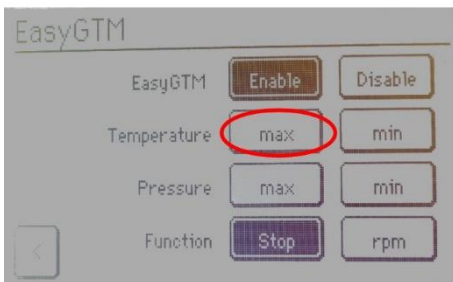 EasyGTM
EasyGTM Enable Disable
Temperature max min
Pressure max min
Function Stop rpm
<